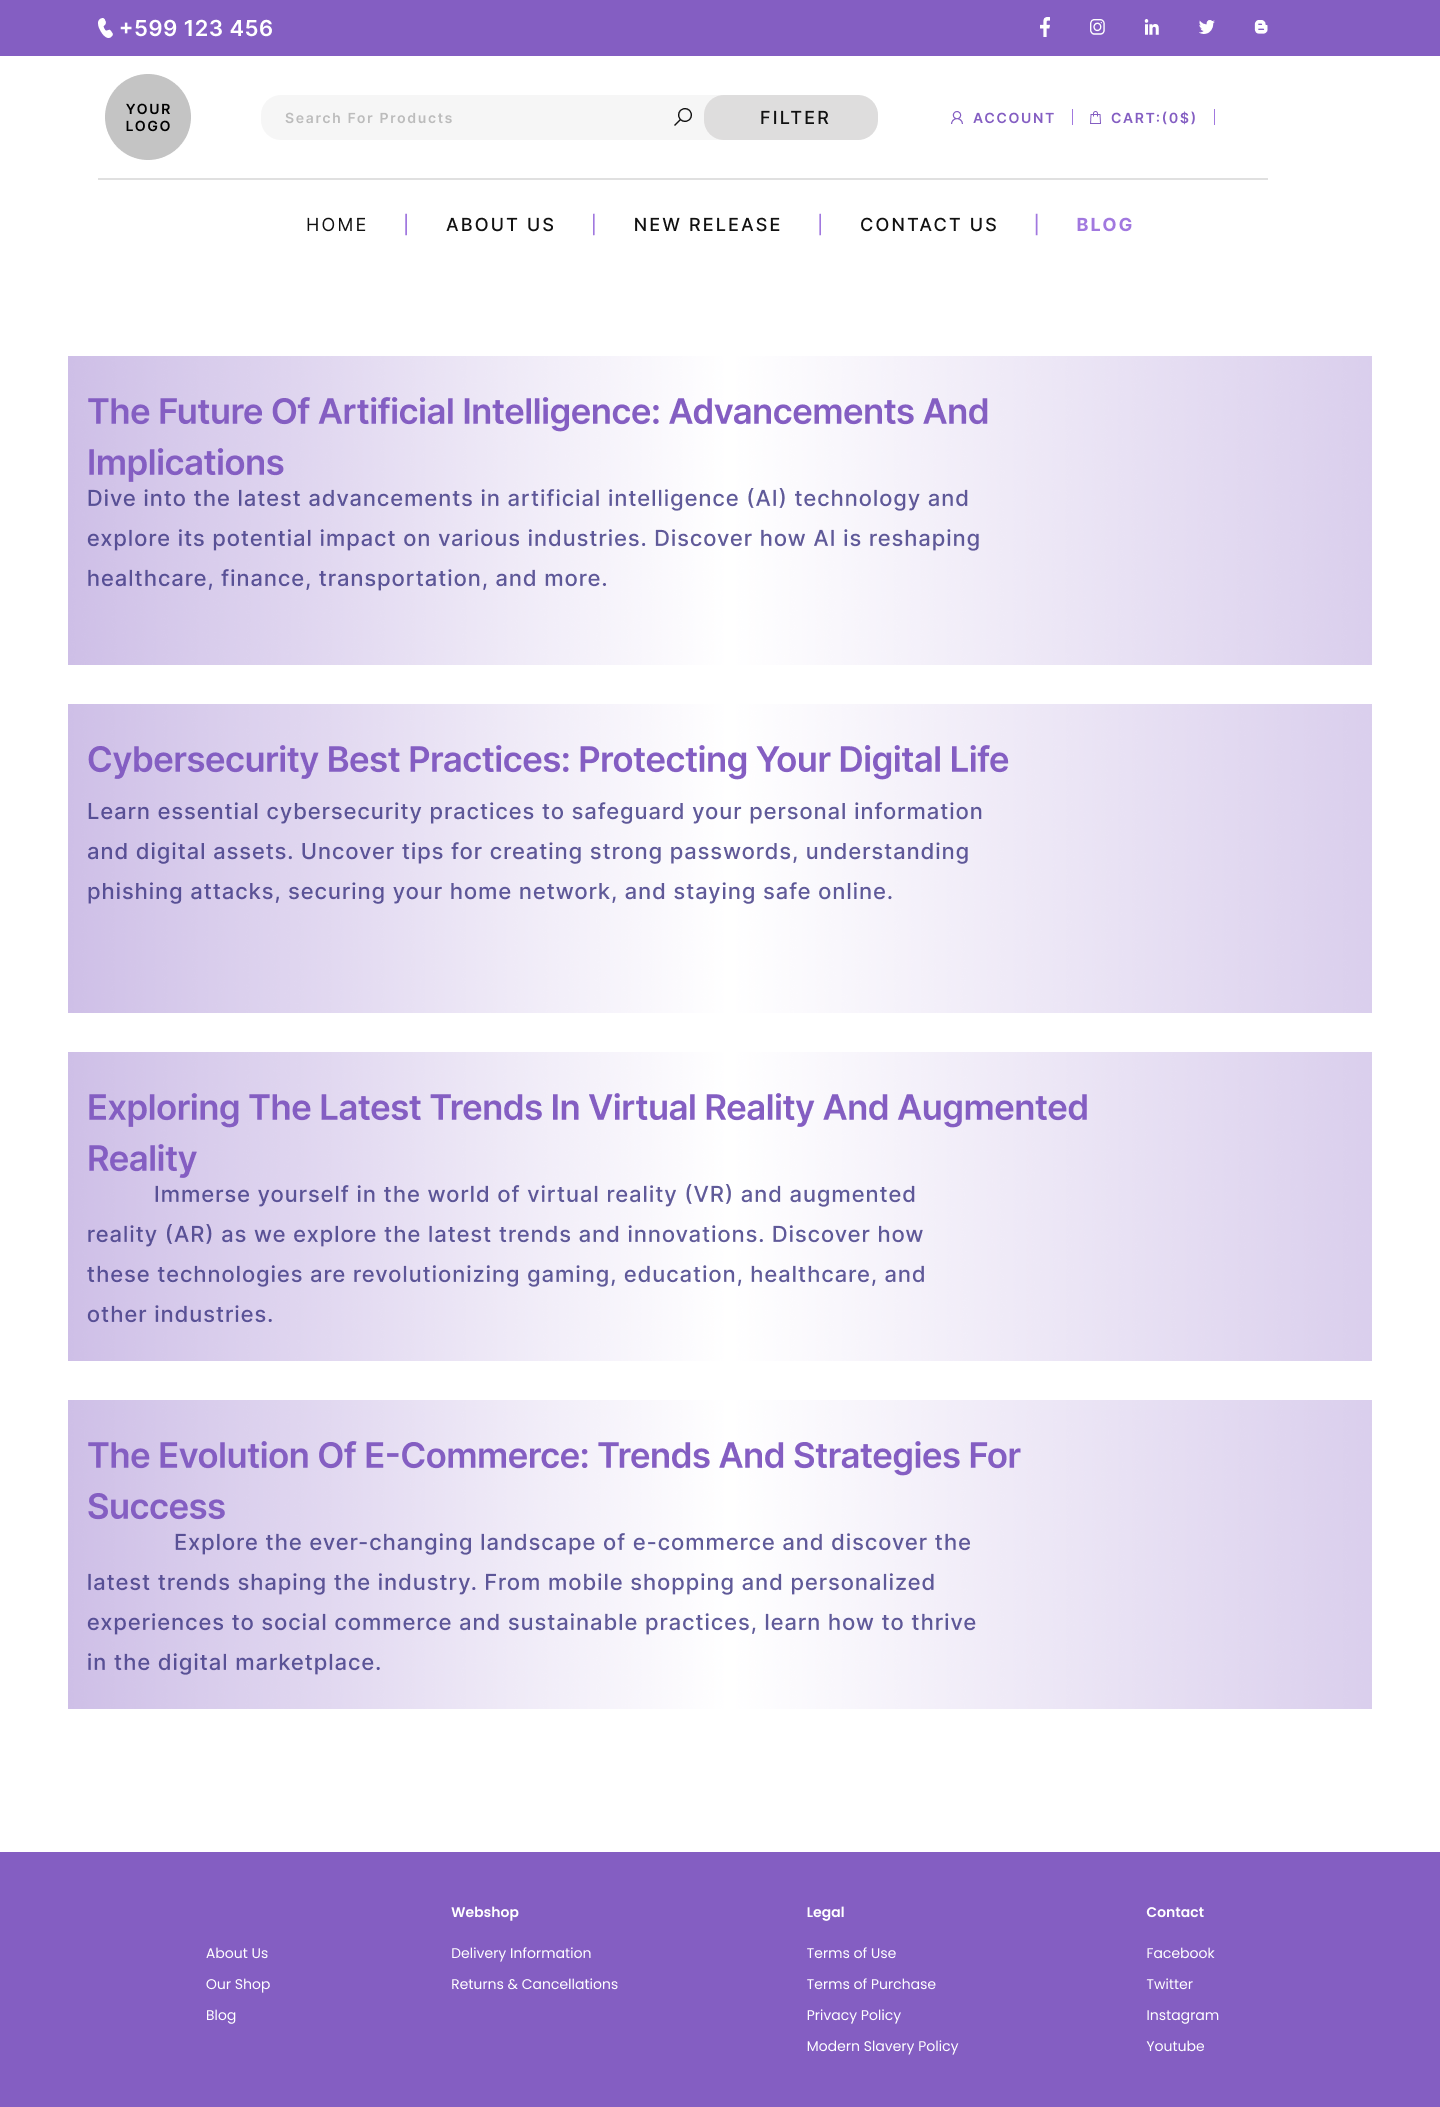 +599 123 456
YOUR
LOGO
Search For Products
FILTER
ACCOUNT
CART:(0$)
HOME
ABOUT US
NEW RELEASE
CONTACT US
BLOG
The Future Of Artificial Intelligence: Advancements And
Implications
Dive into the latest advancements in artificial intelligence (AI) technology and
explore its potential impact on various industries. Discover how AI is reshaping
healthcare, finance, transportation, and more.
Cybersecurity Best Practices: Protecting Your Digital Life
Learn essential cybersecurity practices to safeguard your personal information
and digital assets. Uncover tips for creating strong passwords, understanding
phishing attacks, securing your home network, and staying safe online.
Exploring The Latest Trends In Virtual Reality And Augmented
Reality
Immerse yourself in the world of virtual reality (VR) and augmented
reality (AR) as we explore the latest trends and innovations. Discover how
these technologies are revolutionizing gaming, education, healthcare, and
other industries.
The Evolution Of E-Commerce: Trends And Strategies For
Success
Explore the ever-changing landscape of e-commerce and discover the
latest trends shaping the industry. From mobile shopping and personalized
experiences to social commerce and sustainable practices, learn how to thrive
in the digital marketplace.
About Us
Our Shop
Blog
Webshop
Delivery Information
Returns & Cancellations
Legal
Terms of Use
Terms of Purchase
Privacy Policy
Modern Slavery Policy
Contact
Facebook
Twitter
Instagram
Youtube